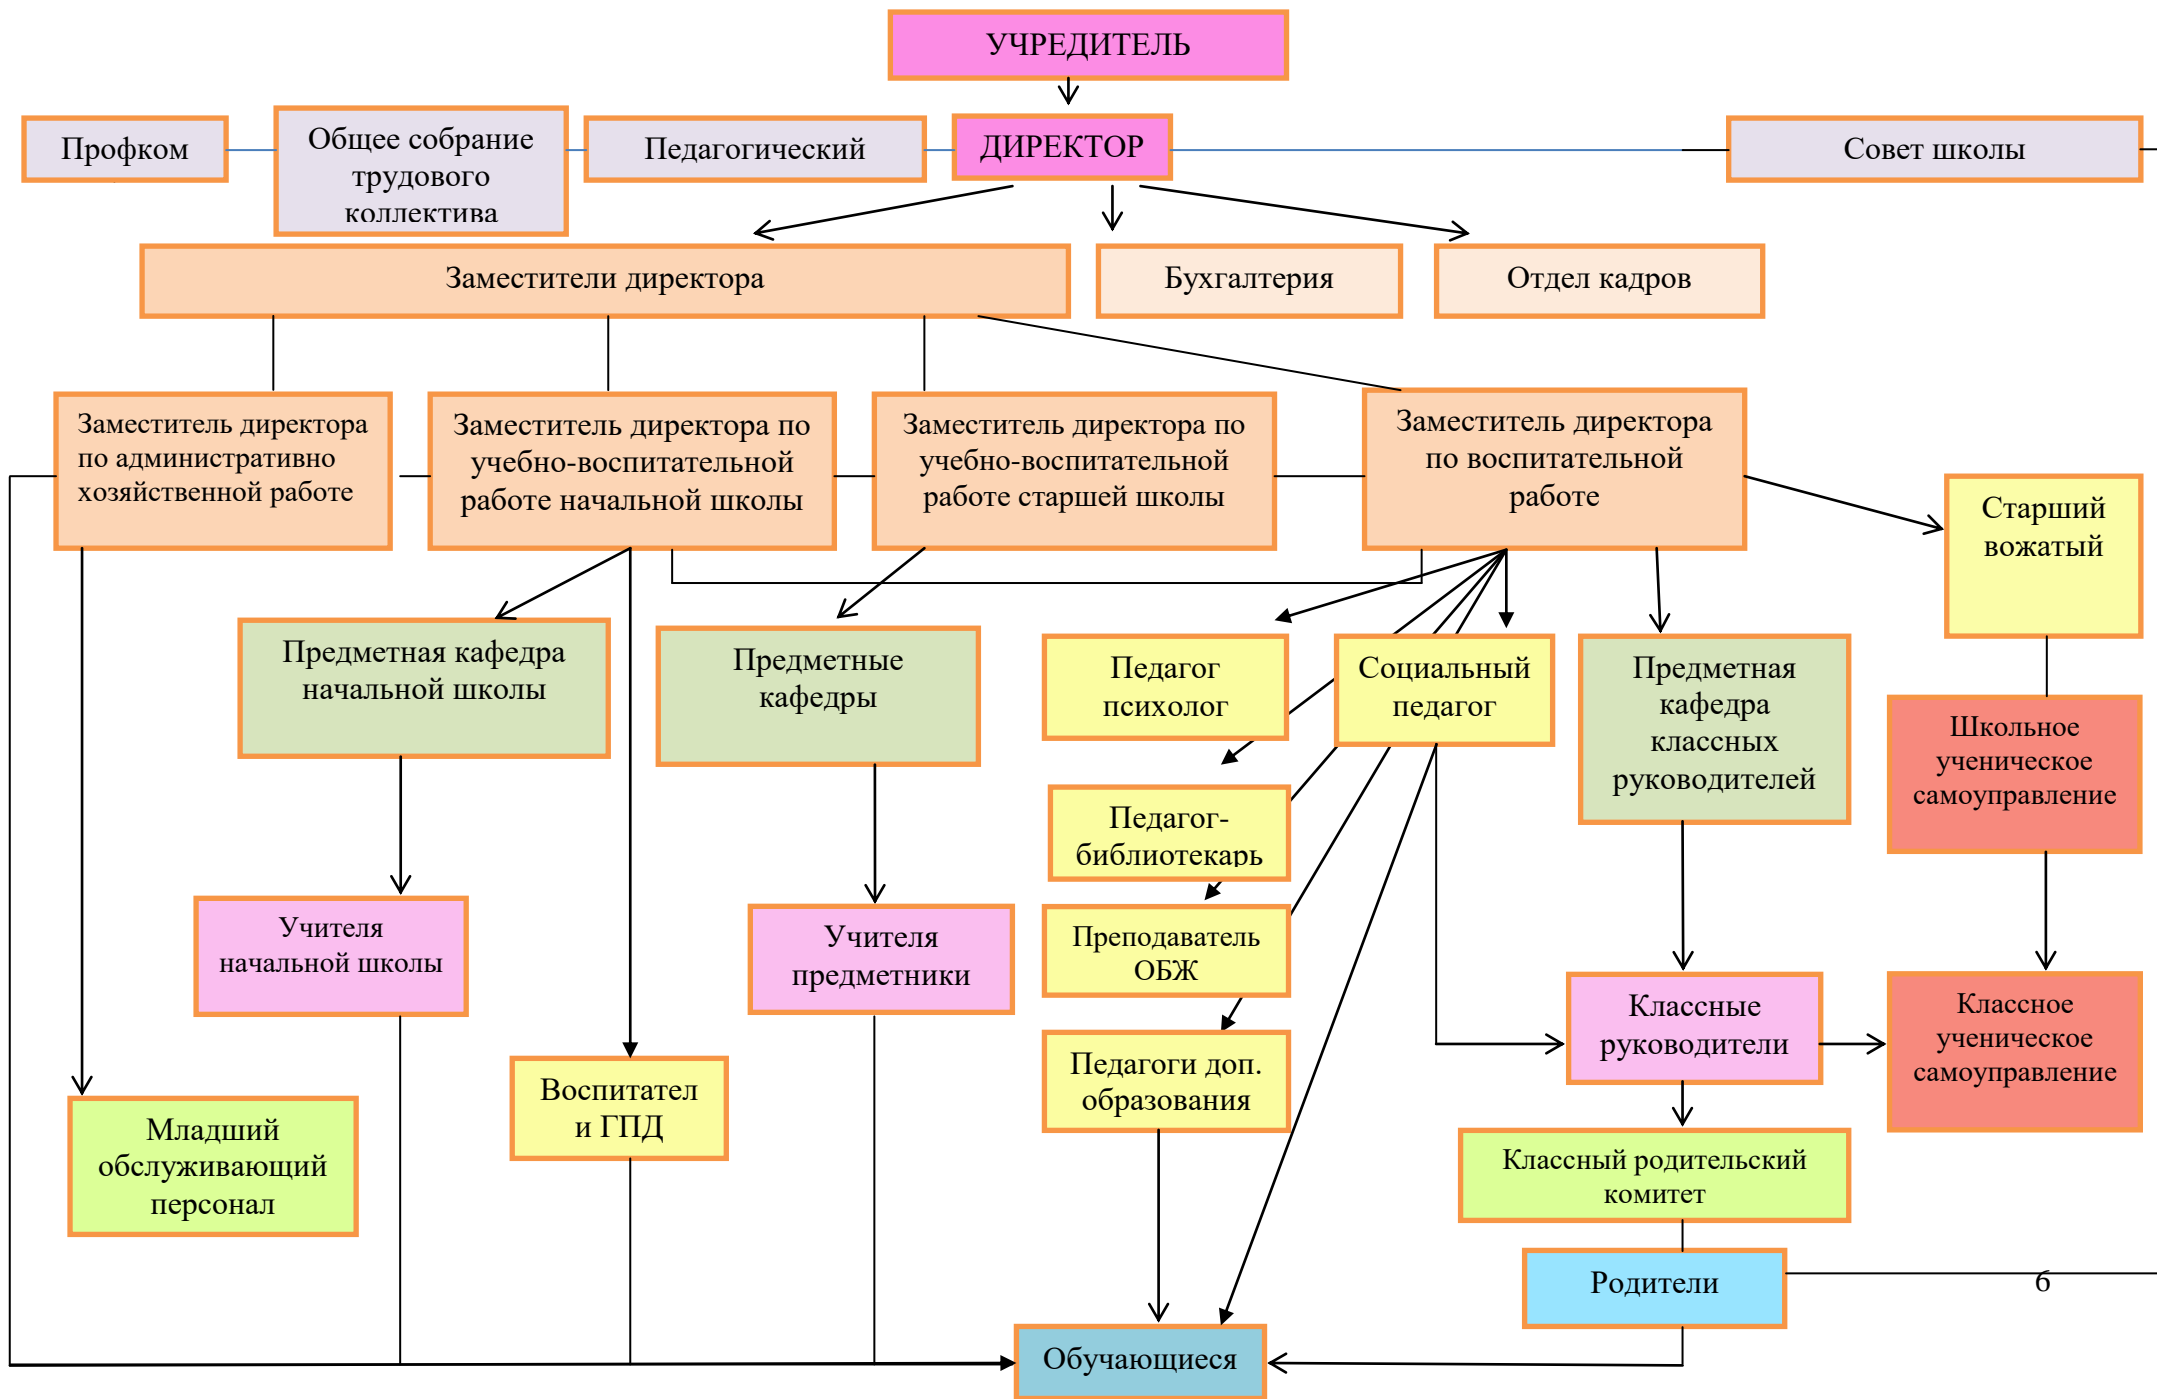 УЧРЕДИТЕЛЬ
Профком
Общее собрание
трудового
коллектива
Педагогический
ДИРЕКТОР
Совет школы
Заместители директора
Бухгалтерия
Отдел кадров
Заместитель директора
по административно
хозяйственной работе
Заместитель директора по
учебно-воспитательной
работе начальной школы
Заместитель директора по
учебно-воспитательной
работе старшей школы
Заместитель директора
по воспитательной
работе
Старший
вожатый
Предметная кафедра
начальной школы
Предметные
кафедры
Педагог
психолог
Социальный
педагог
Предметная
кафедра
классных
руководителей
Школьное
ученическое
самоуправление
Педагог-
библиотекарь
Учителя
начальной школы
Учителя
предметники
Преподаватель
ОБЖ
Классные
руководители
Классное
ученическое
самоуправление
Воспитател
и ГПД
Педагоги доп.
образования
Младший
обслуживающий
персонал
Классный родительский
комитет
Родители
6
Обучающиеся